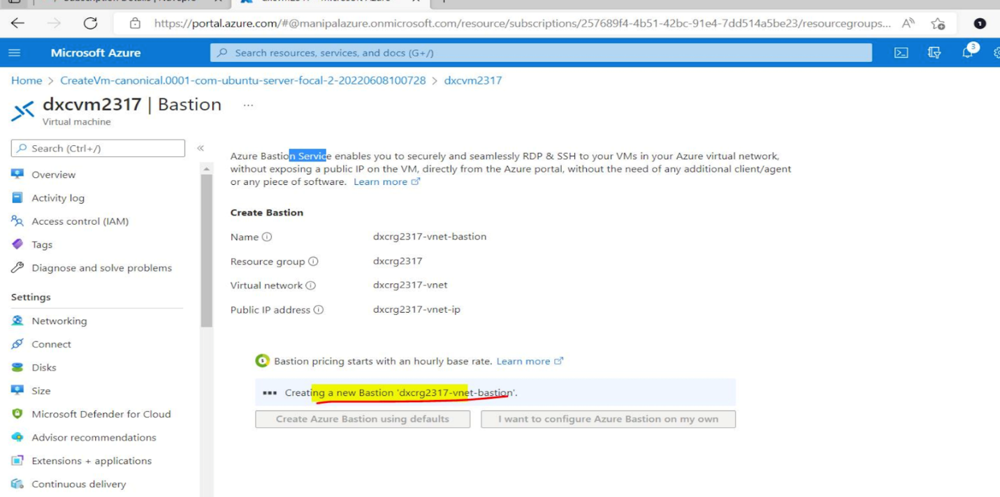 https://portal.azure.com/#@manipalazure.onmicrosoft.com/resource/subscriptions/257689f4-4b51-42bc-91e4-7dd514a5be23/resourcegroups...
Microsoft Azure
Search resources, services, and docs (G+/)
3
Home > CreateVm-canonical.0001-com-ubuntu-server-focal-2-20220608100728 > dxcvm2317
dxcvm2317 | Bastion ...
Virtual machine
Search (Ctrl+/)
Overview
Activity log
Access control (IAM)
Tags
Diagnose and solve problems
Settings
Networking
Connect
Disks
Size
Microsoft Defender for Cloud
Advisor recommendations
Extensions + applications
Continuous delivery
Azure Bastion Service enables you to securely and seamlessly RDP & SSH to your VMs in your Azure virtual network,
without exposing a public IP on the VM, directly from the Azure portal, without the need of any additional client/agent
or any piece of software. Learn more
Create Bastion
Name dxcrg2317-vnet-bastion
Resource group dxcrg2317
Virtual network dxcrg2317-vnet
Public IP address dxcrg2317-vnet-ip
Bastion pricing starts with an hourly base rate. Learn more
Creating a new Bastion 'dxcrg2317-vnet-bastion'.
Create Azure Bastion using defaults
I want to configure Azure Bastion on my own